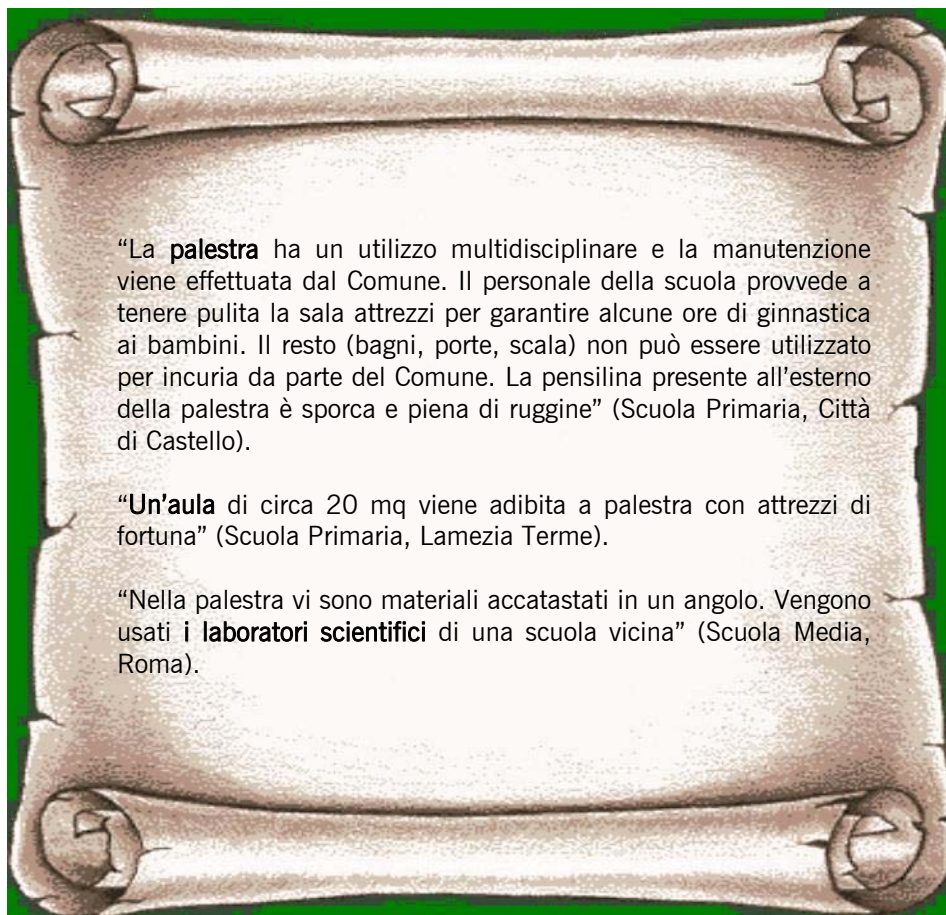 “La palestra ha un utilizzo multidisciplinare e la manutenzione
viene effettuata dal Comune. Il personale della scuola provvede a
tenere pulita la sala attrezzi per garantire alcune ore di ginnastica
ai bambini. Il resto (bagni, porte, scala) non può essere utilizzato
per incuria da parte del Comune. La pensilina presente all’esterno
della palestra è sporca e piena di ruggine” (Scuola Primaria, Città
di Castello).
“Un’aula di circa 20 mq viene adibita a palestra con attrezzi di
fortuna” (Scuola Primaria, Lamezia Terme).
“Nella palestra vi sono materiali accatastati in un angolo. Vengono
usati i laboratori scientifici di una scuola vicina” (Scuola Media,
Roma).